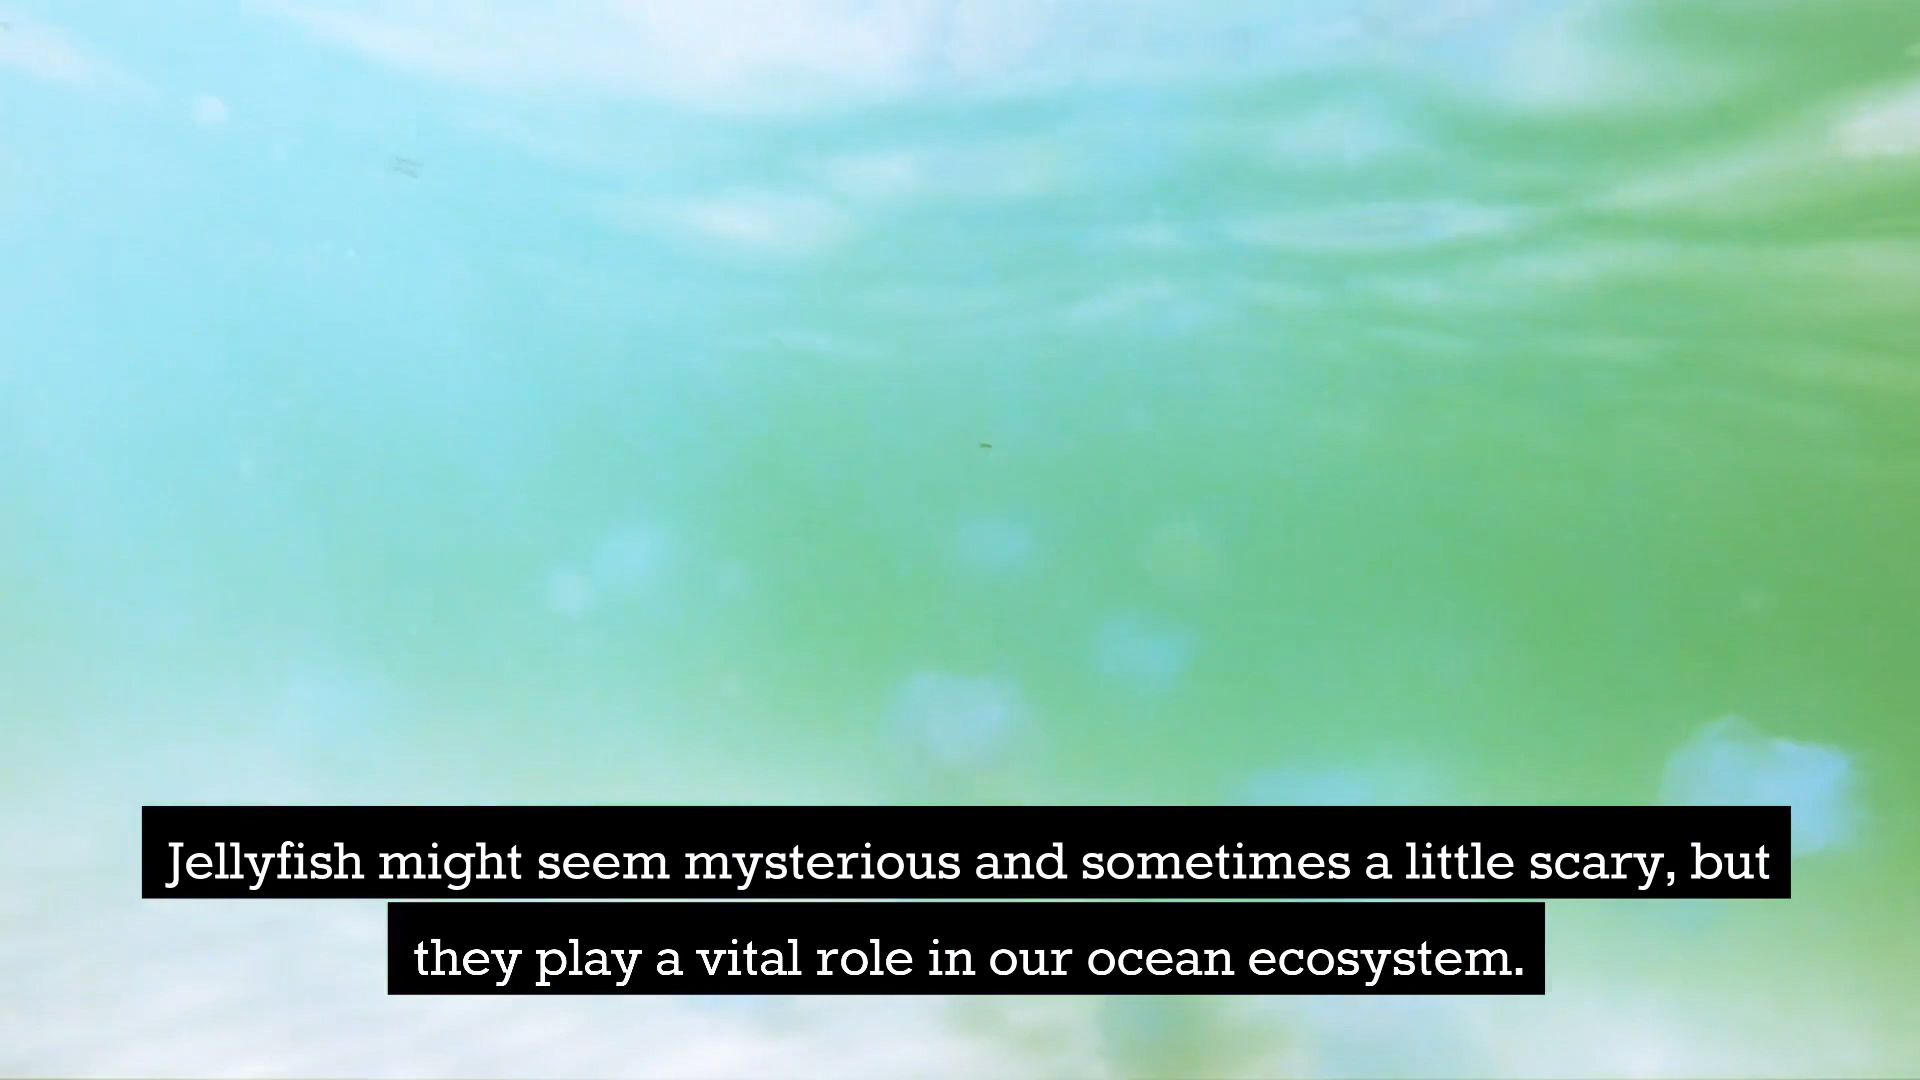 Jellyfish might seem mysterious and sometimes a little scary, but
they play a vital role in our ocean ecosystem.